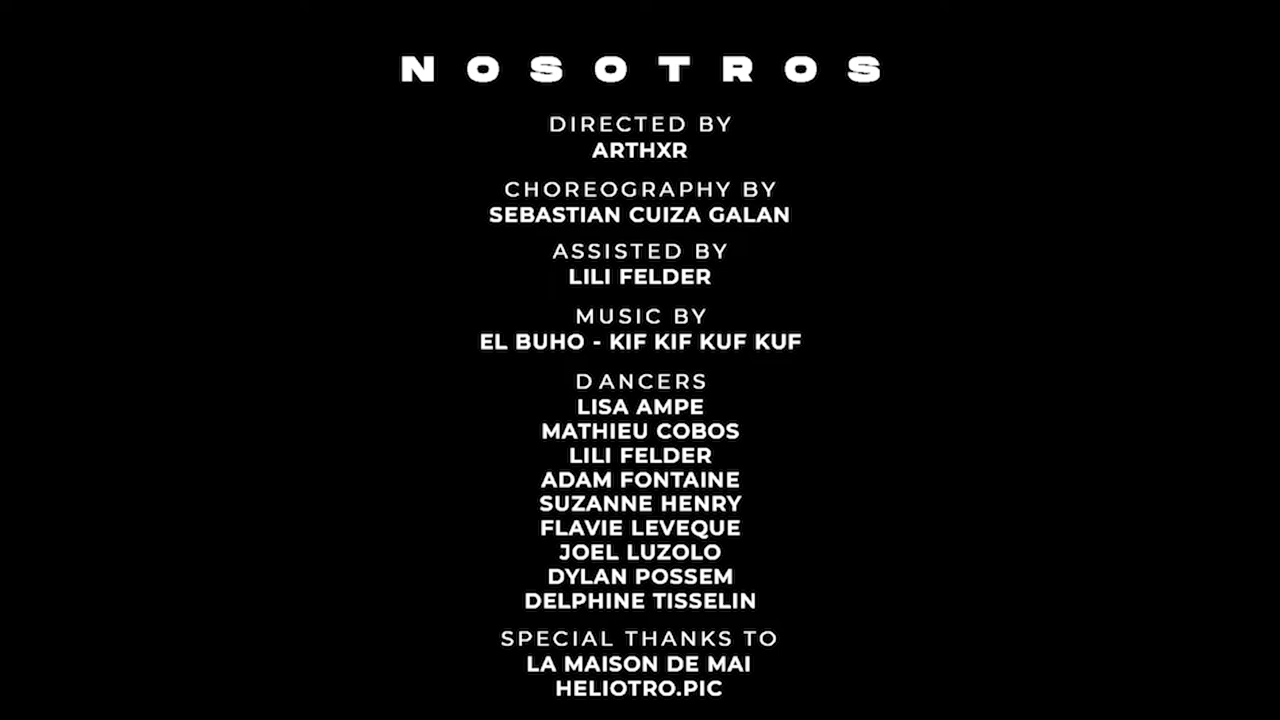 NOSOTROS
DIRECTED BY
ARTHXR
CHOREOGRAPHY BY
SEBASTIAN CUIZA GALAN
ASSISTED BY
LILI FELDER
MUSIC BY
EL BUHO - KIF KIF KUF KUF
DANCERS
LISA AMPE
MATHIEU COBOS
LILI FELDER
ADAM FONTAINE
SUZANNE HENRY
FLAVIE LEVEQUE
JOEL LUZOLO
DYLAN POSSEM
DELPHINE TISSELIN
SPECIAL THANKS TO
LA MAISON DE MAI
HELIOTRO.PIC